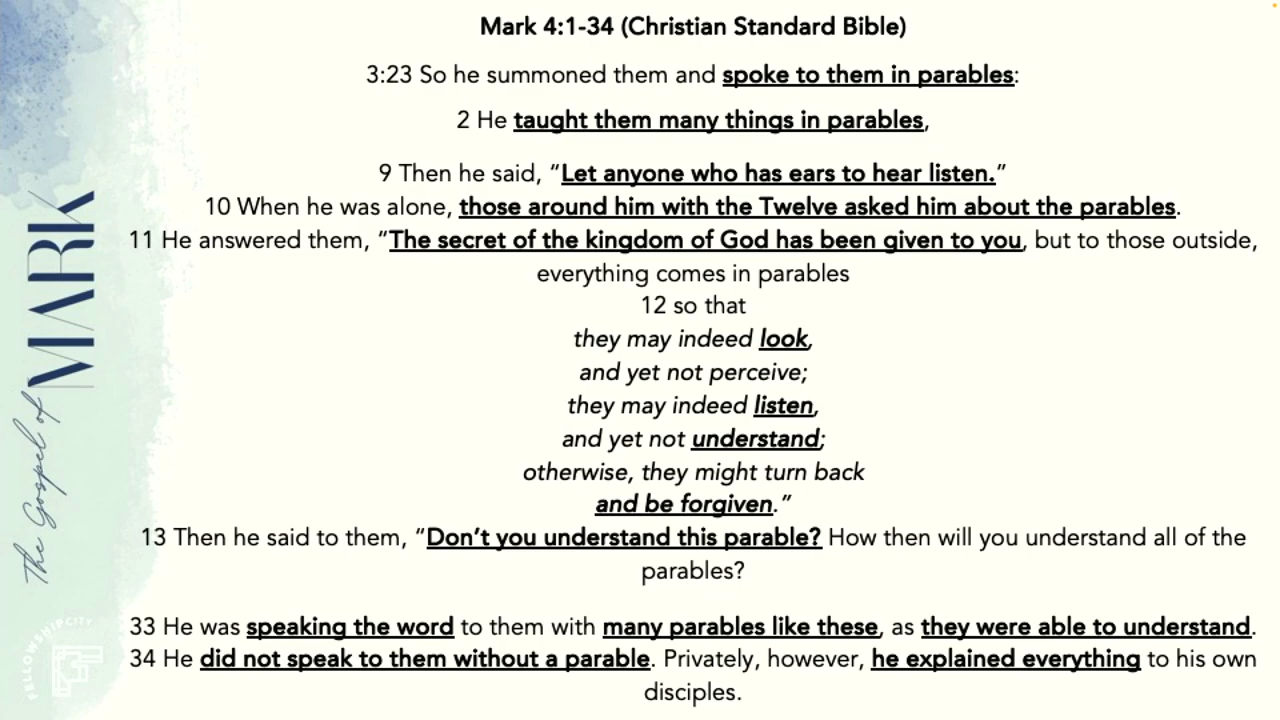 Mark 4:1-34 (Christian Standard Bible)
3:23 So he summoned them and spoke to them in parables:
2 He taught them many things in parables,
9 Then he said, “Let anyone who has ears to hear listen.”
10 When he was alone, those around him with the Twelve asked him about the parables.
11 He answered them, “The secret of the kingdom of God has been given to you, but to those outside,
everything comes in parables
12 so that
they may indeed look,
and yet not perceive;
they may indeed listen,
and yet not understand;
otherwise, they might turn back
and be forgiven.”
13 Then he said to them, “Don’t you understand this parable? How then will you understand all of the
parables?
33 He was speaking the word to them with many parables like these, as they were able to understand.
34 He did not speak to them without a parable. Privately, however, he explained everything to his own
disciples.
The Gospel of
MARK
FELLOWSHIP CITY